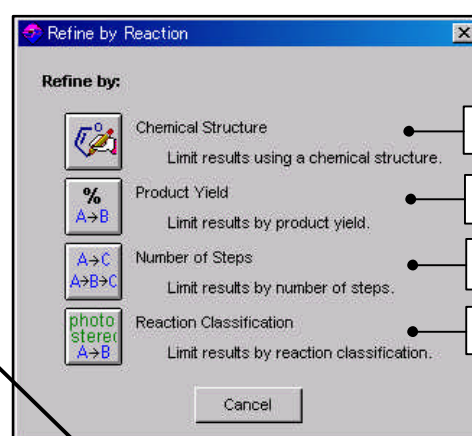 Refine by Reaction
Refine by:
Chemical Structure
Limit results using a chemical structure.
%
A→B
Product Yield
Limit results by product yield.
A→C
A→B→C
Number of Steps
Limit results by number of steps.
photo
stereo
A→B
Reaction Classification
Limit results by reaction classification.
Cancel